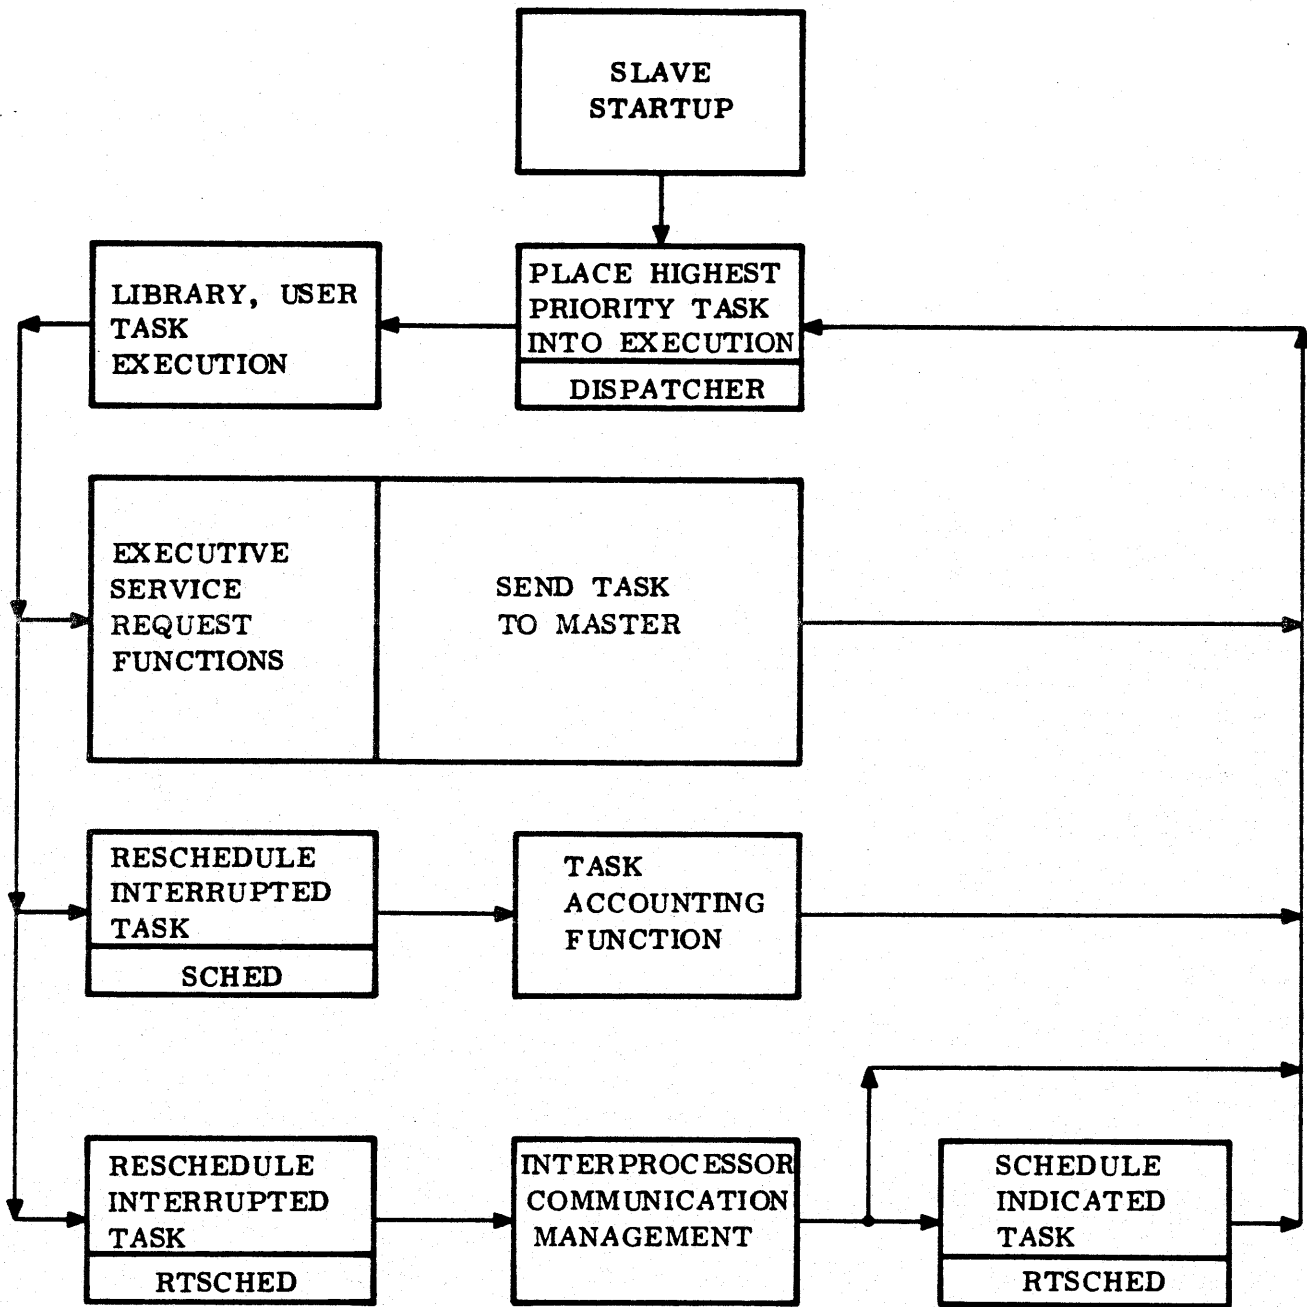 SLAVE
STARTUP
PLACE HIGHEST
PRIORITY TASK
INTO EXECUTION
DISPATCHER
LIBRARY, USER
TASK
EXECUTION
EXECUTIVE
SERVICE
REQUEST
FUNCTIONS
SEND TASK
TO MASTER
RESCHEDULE
INTERRUPTED
TASK
SCHED
TASK
ACCOUNTING
FUNCTION
RESCHEDULE
INTERRUPTED
TASK
RTSCHED
INTERPROCESSOR
COMMUNICATION
MANAGEMENT
SCHEDULE
INDICATED
TASK
RTSCHED